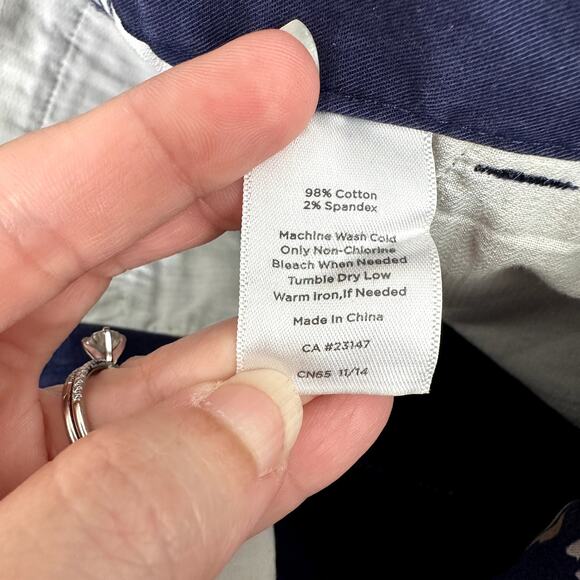 98% Cotton
2% Spandex
Machine Wash Cold
Only Non-Chlorine
Bleach When Needed
Tumble Dry Low
Warm Iron,If Needed
Made In China
CA #23147
CN65 11/14